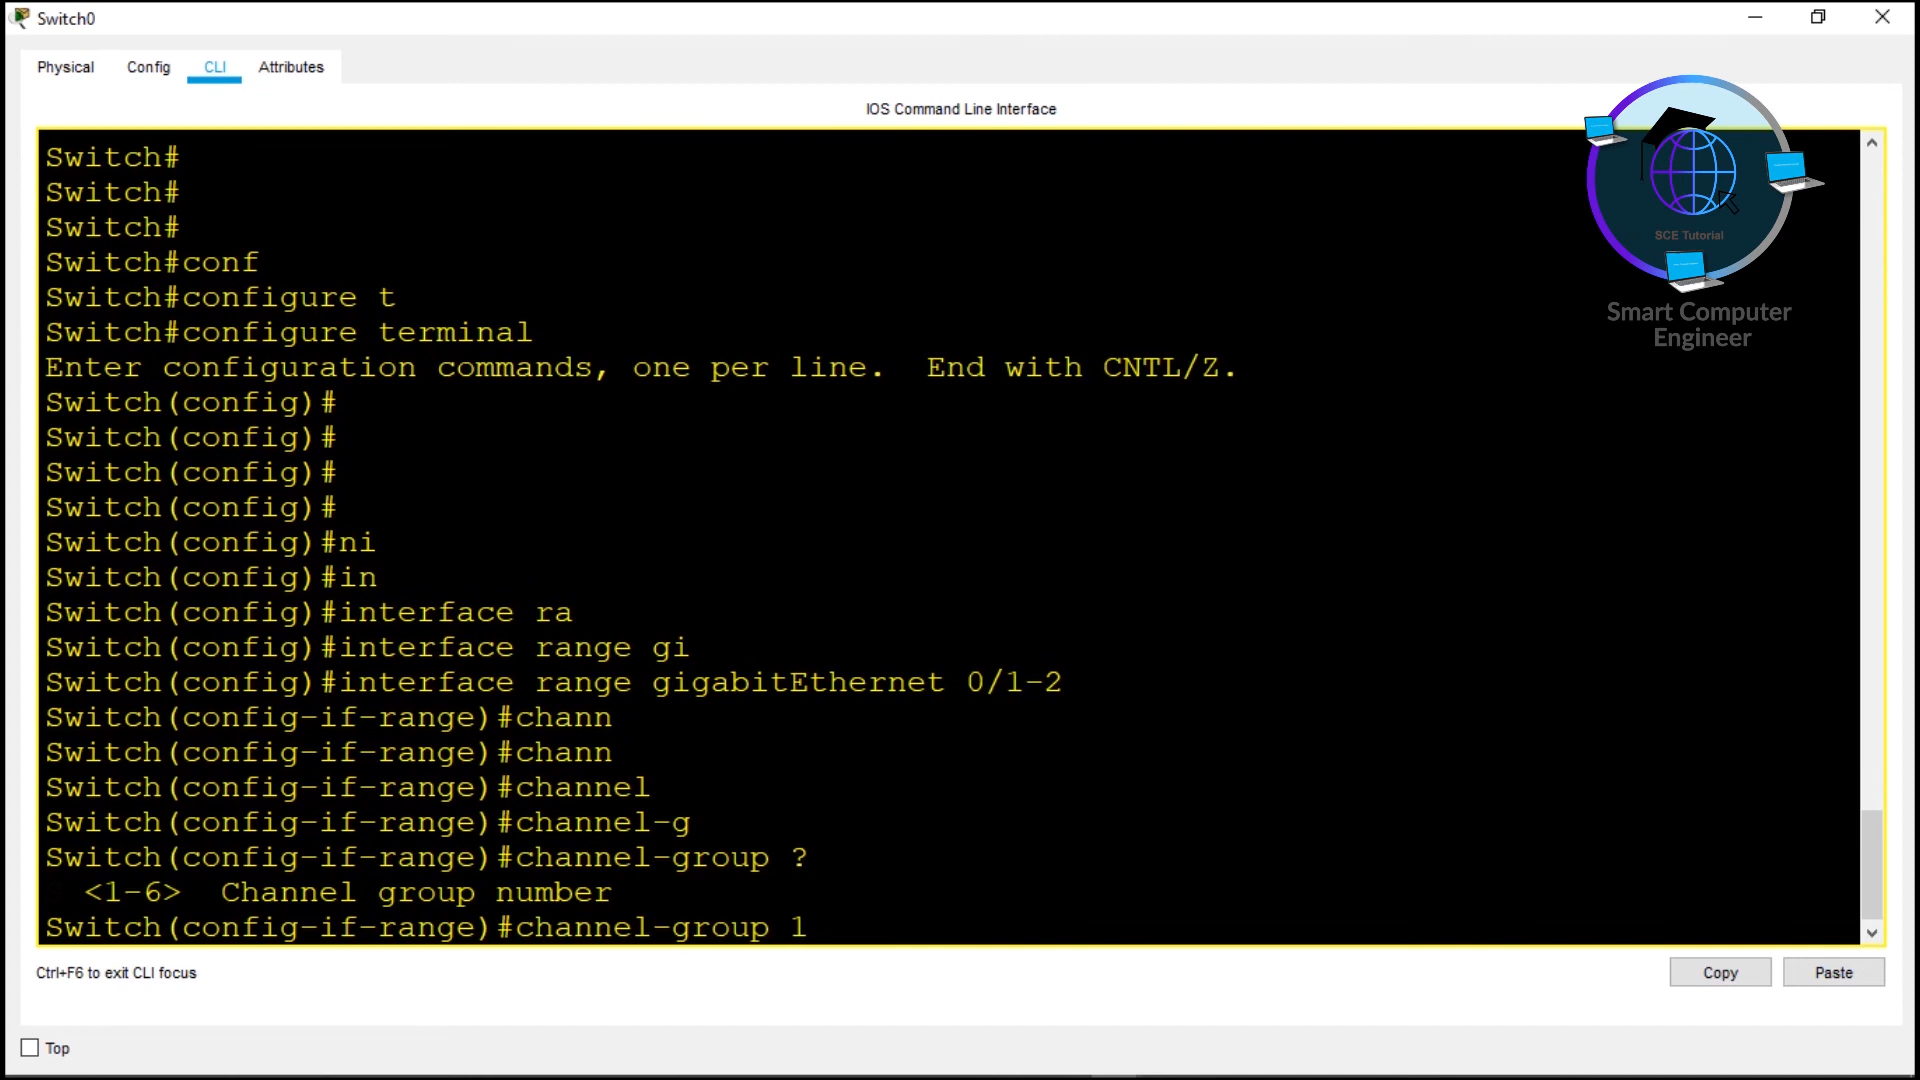 Switch0
Physical Config CLI Attributes
IOS Command Line Interface
Switch#
Switch#
Switch#
Switch#conf
Switch#configure t
Switch#configure terminal
Enter configuration commands, one per line.  End with CNTL/Z.
Switch(config)#
Switch(config)#
Switch(config)#
Switch(config)#
Switch(config)#ni
Switch(config)#in
Switch(config)#interface ra
Switch(config)#interface range gi
Switch(config)#interface range gigabitEthernet 0/1-2
Switch(config-if-range)#chann
Switch(config-if-range)#chann
Switch(config-if-range)#channel
Switch(config-if-range)#channel-g
Switch(config-if-range)#channel-group ?
  <1-6>  Channel group number
Switch(config-if-range)#channel-group 1
SCE Tutorial
Smart Computer
Engineer
Ctrl+F6 to exit CLI focus
Copy Paste
Top